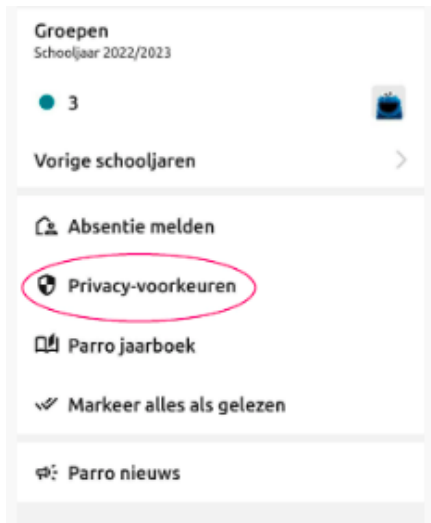 Groepen
Schooljaar 2022/2023
3
Vorige schooljaren
Absentie melden
Privacy-voorkeuren
Parro jaarboek
Markeer alles als gelezen
Parro nieuws